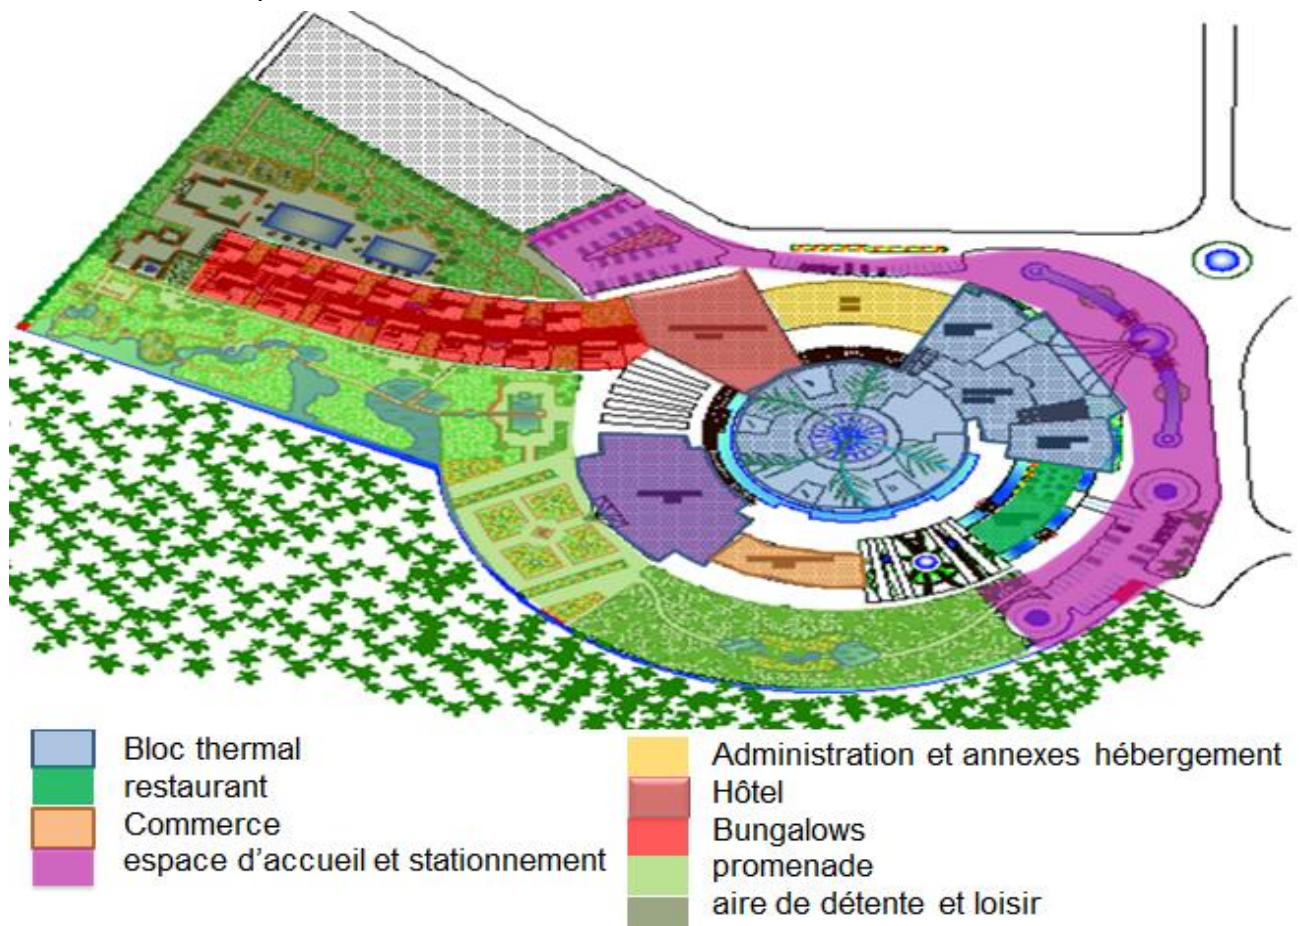 Bloc thermal
restaurant
Commerce
espace d'accueil et stationnement
Administration et annexes hébergement
Hôtel
Bungalows
promenade
aire de détente et loisir